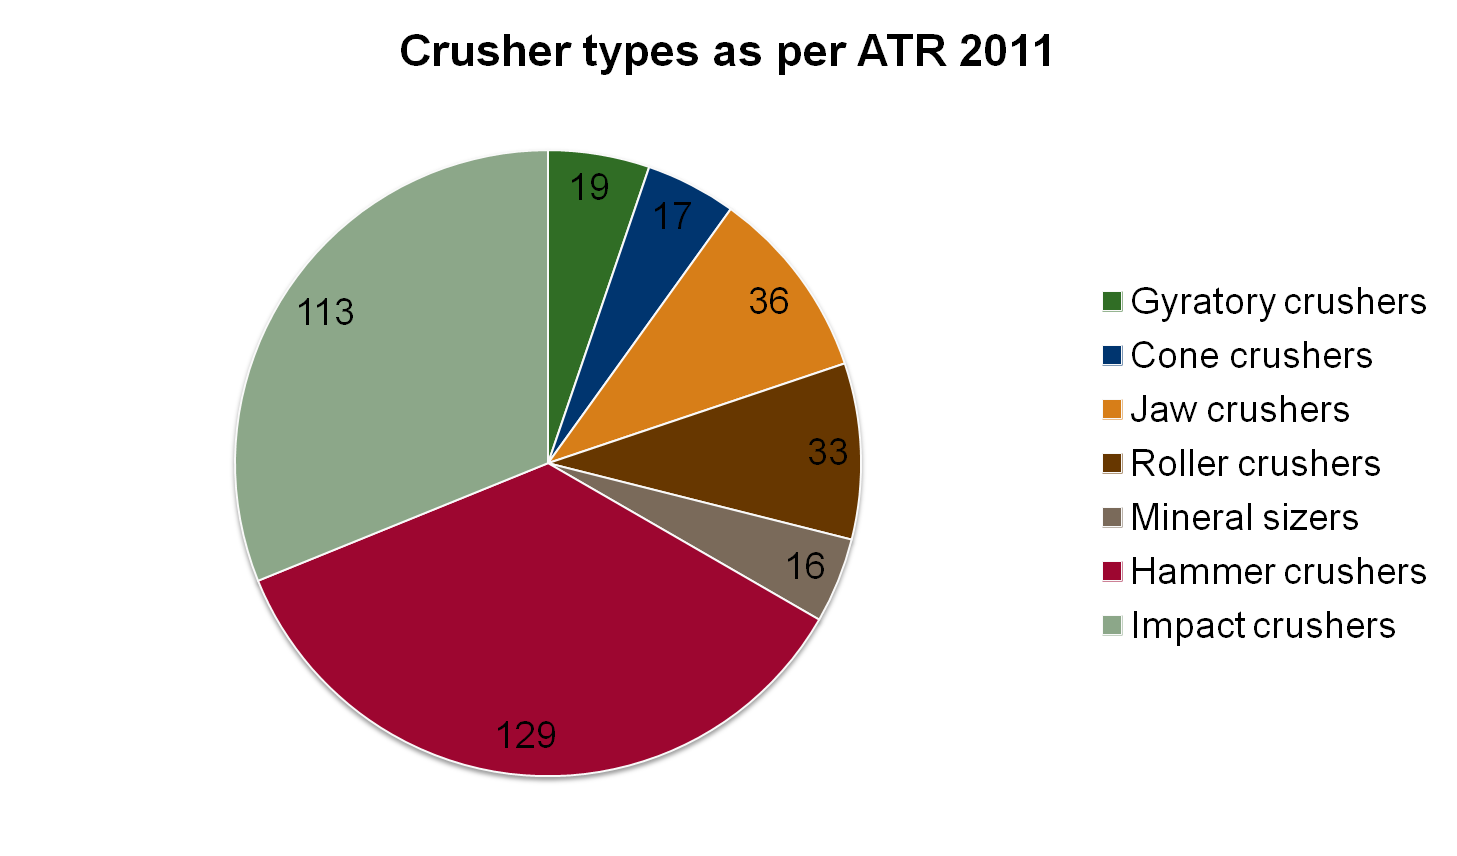 Crusher types as per ATR 2011
19
17
36
33
16
129
113
Gyratory crushers
Cone crushers
Jaw crushers
Roller crushers
Mineral sizers
Hammer crushers
Impact crushers